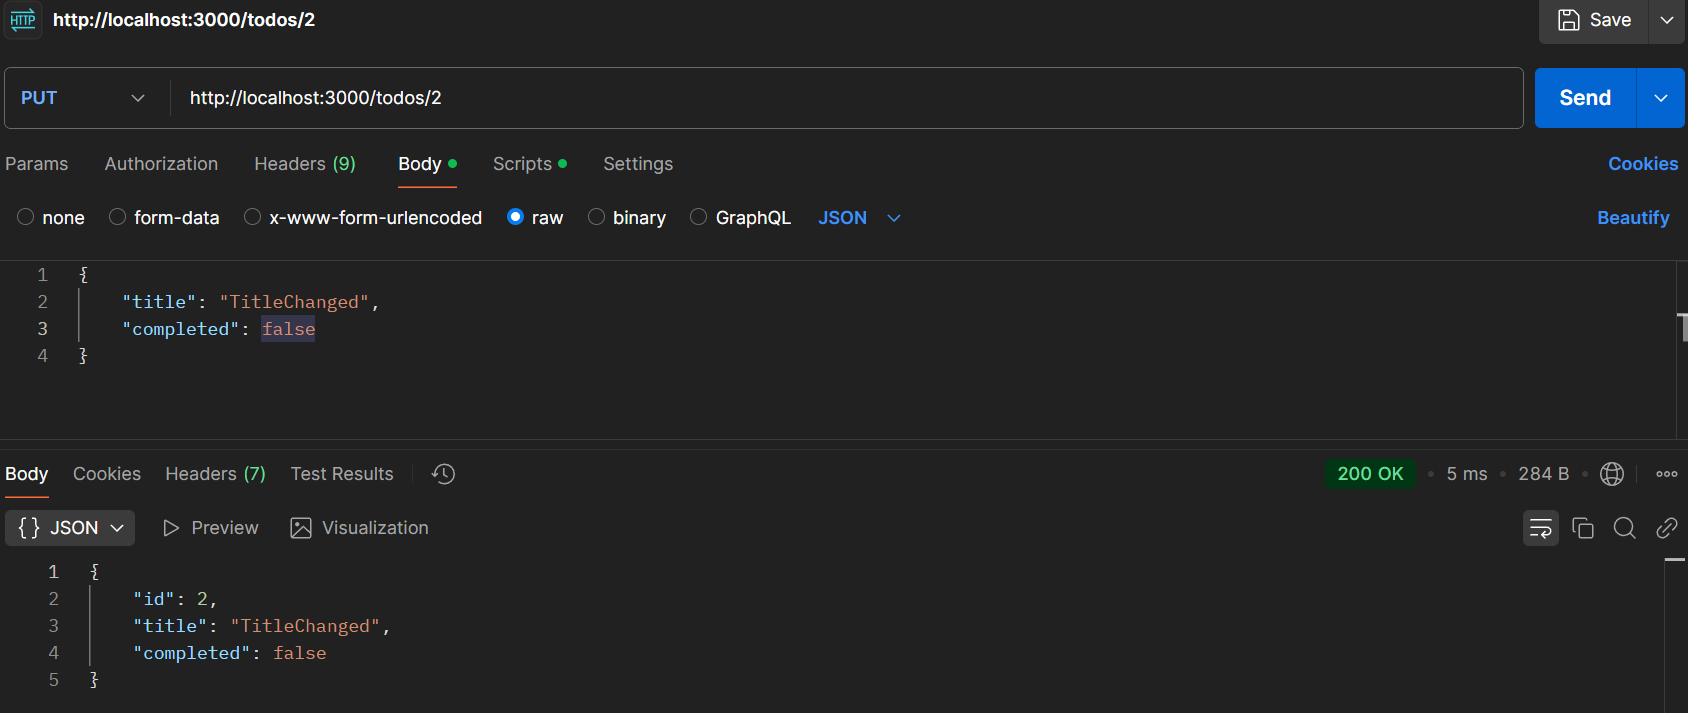 HTTP http://localhost:3000/todos/2 Save
PUT http://localhost:3000/todos/2 Send
Params Authorization Headers (9) Body Scripts Settings Cookies
none form-data x-www-form-urlencoded raw binary GraphQL JSON Beautify
1 {
2 "title": "TitleChanged",
3 "completed": false
4 }
Body Cookies Headers (7) Test Results 200 OK • 5 ms • 284 B •
{} JSON Preview Visualization
1 {
2 "id": 2,
3 "title": "TitleChanged",
4 "completed": false
5 }